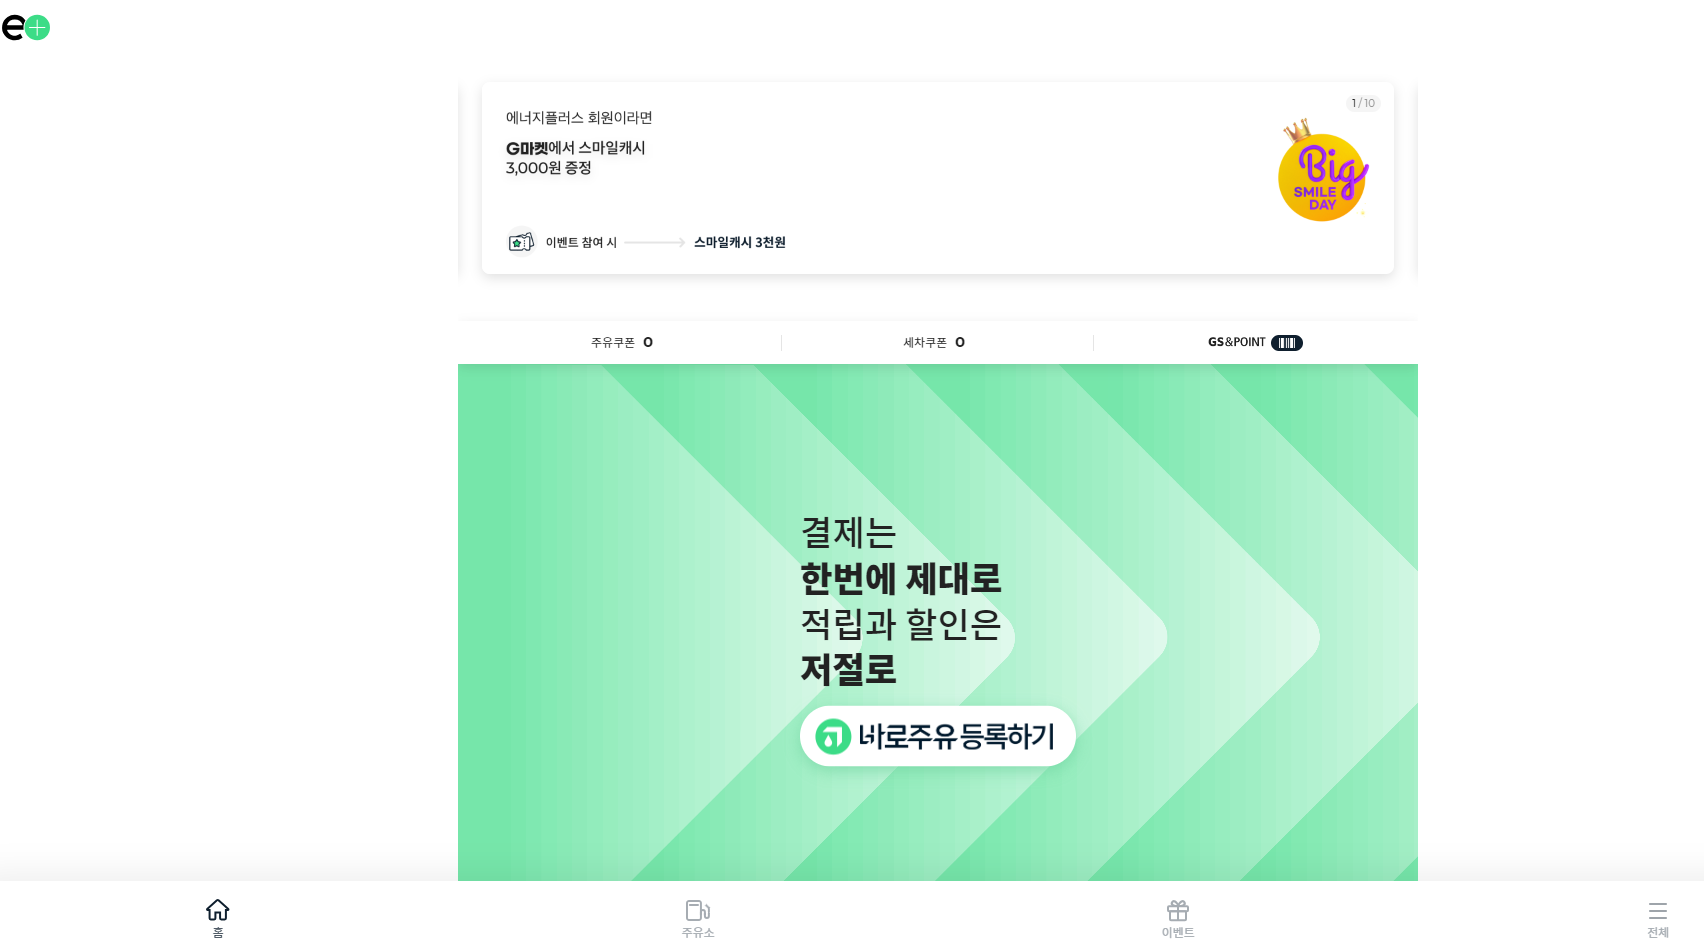 e+
1 / 10
에너지플러스 회원이라면
G마켓에서 스마일캐시
3,000원 증정
Big
SMILE
DAY
이벤트 참여 시 스마일캐시 3천원
주유쿠폰 0
세차쿠폰 0
GS&POINT
결제는
한번에 제대로
적립과 할인은
저절로
바로주유 등록하기
홈
주유소
이벤트
전체